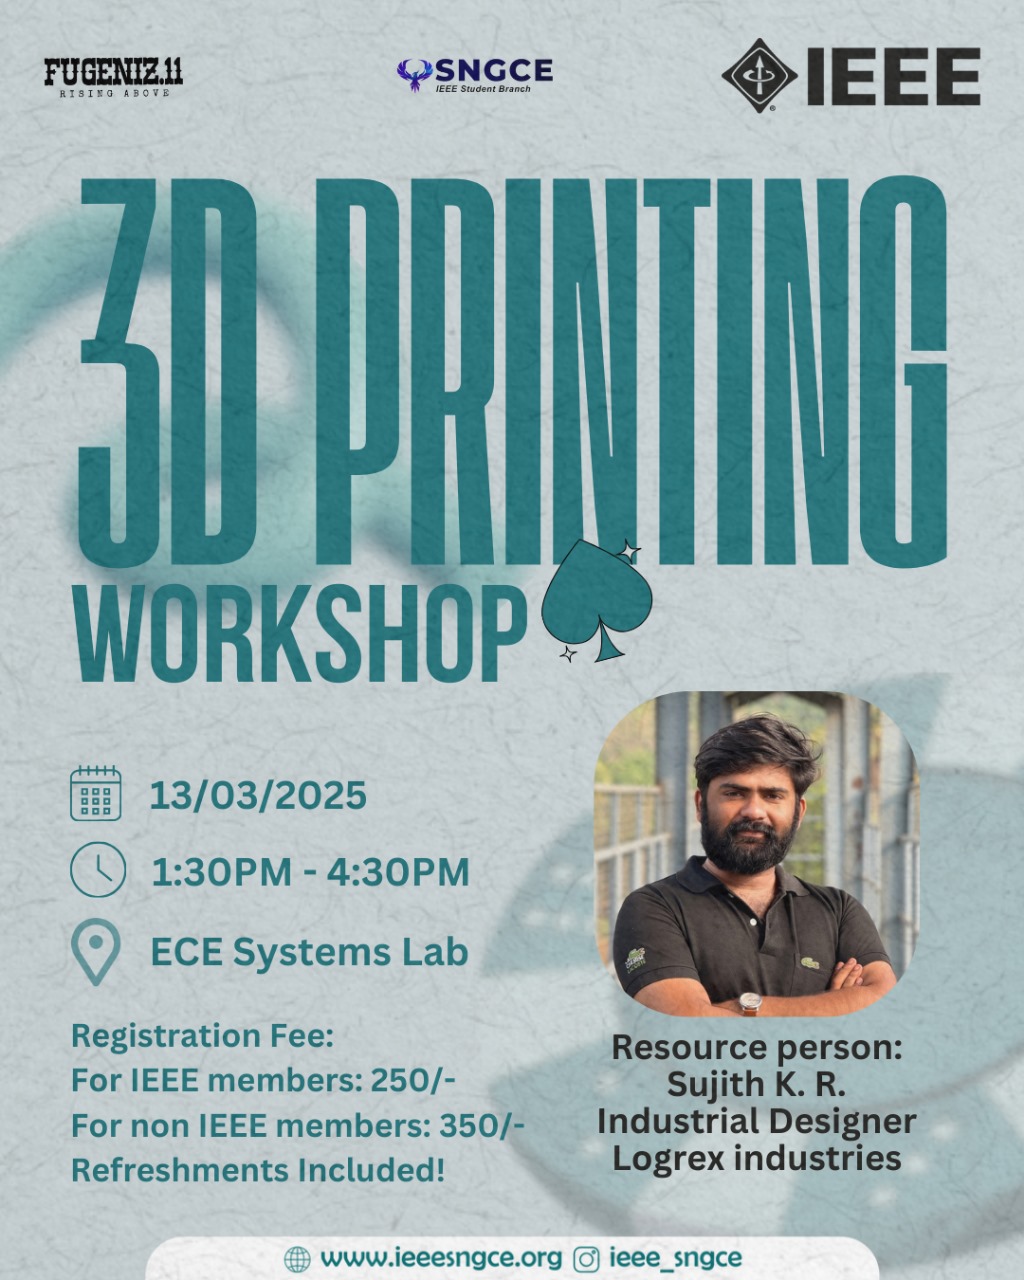 FUGENIZ.11
RISING ABOVE
SNGCE
IEEE Student Branch
IEEE
3D PRINTING
WORKSHOP
13/03/2025
1:30PM - 4:30PM
ECE Systems Lab
Registration Fee:
For IEEE members: 250/-
For non IEEE members: 350/-
Refreshments Included!
Resource person:
Sujith K. R.
Industrial Designer
Logrex industries
www.ieeesngce.org ieee_sngce